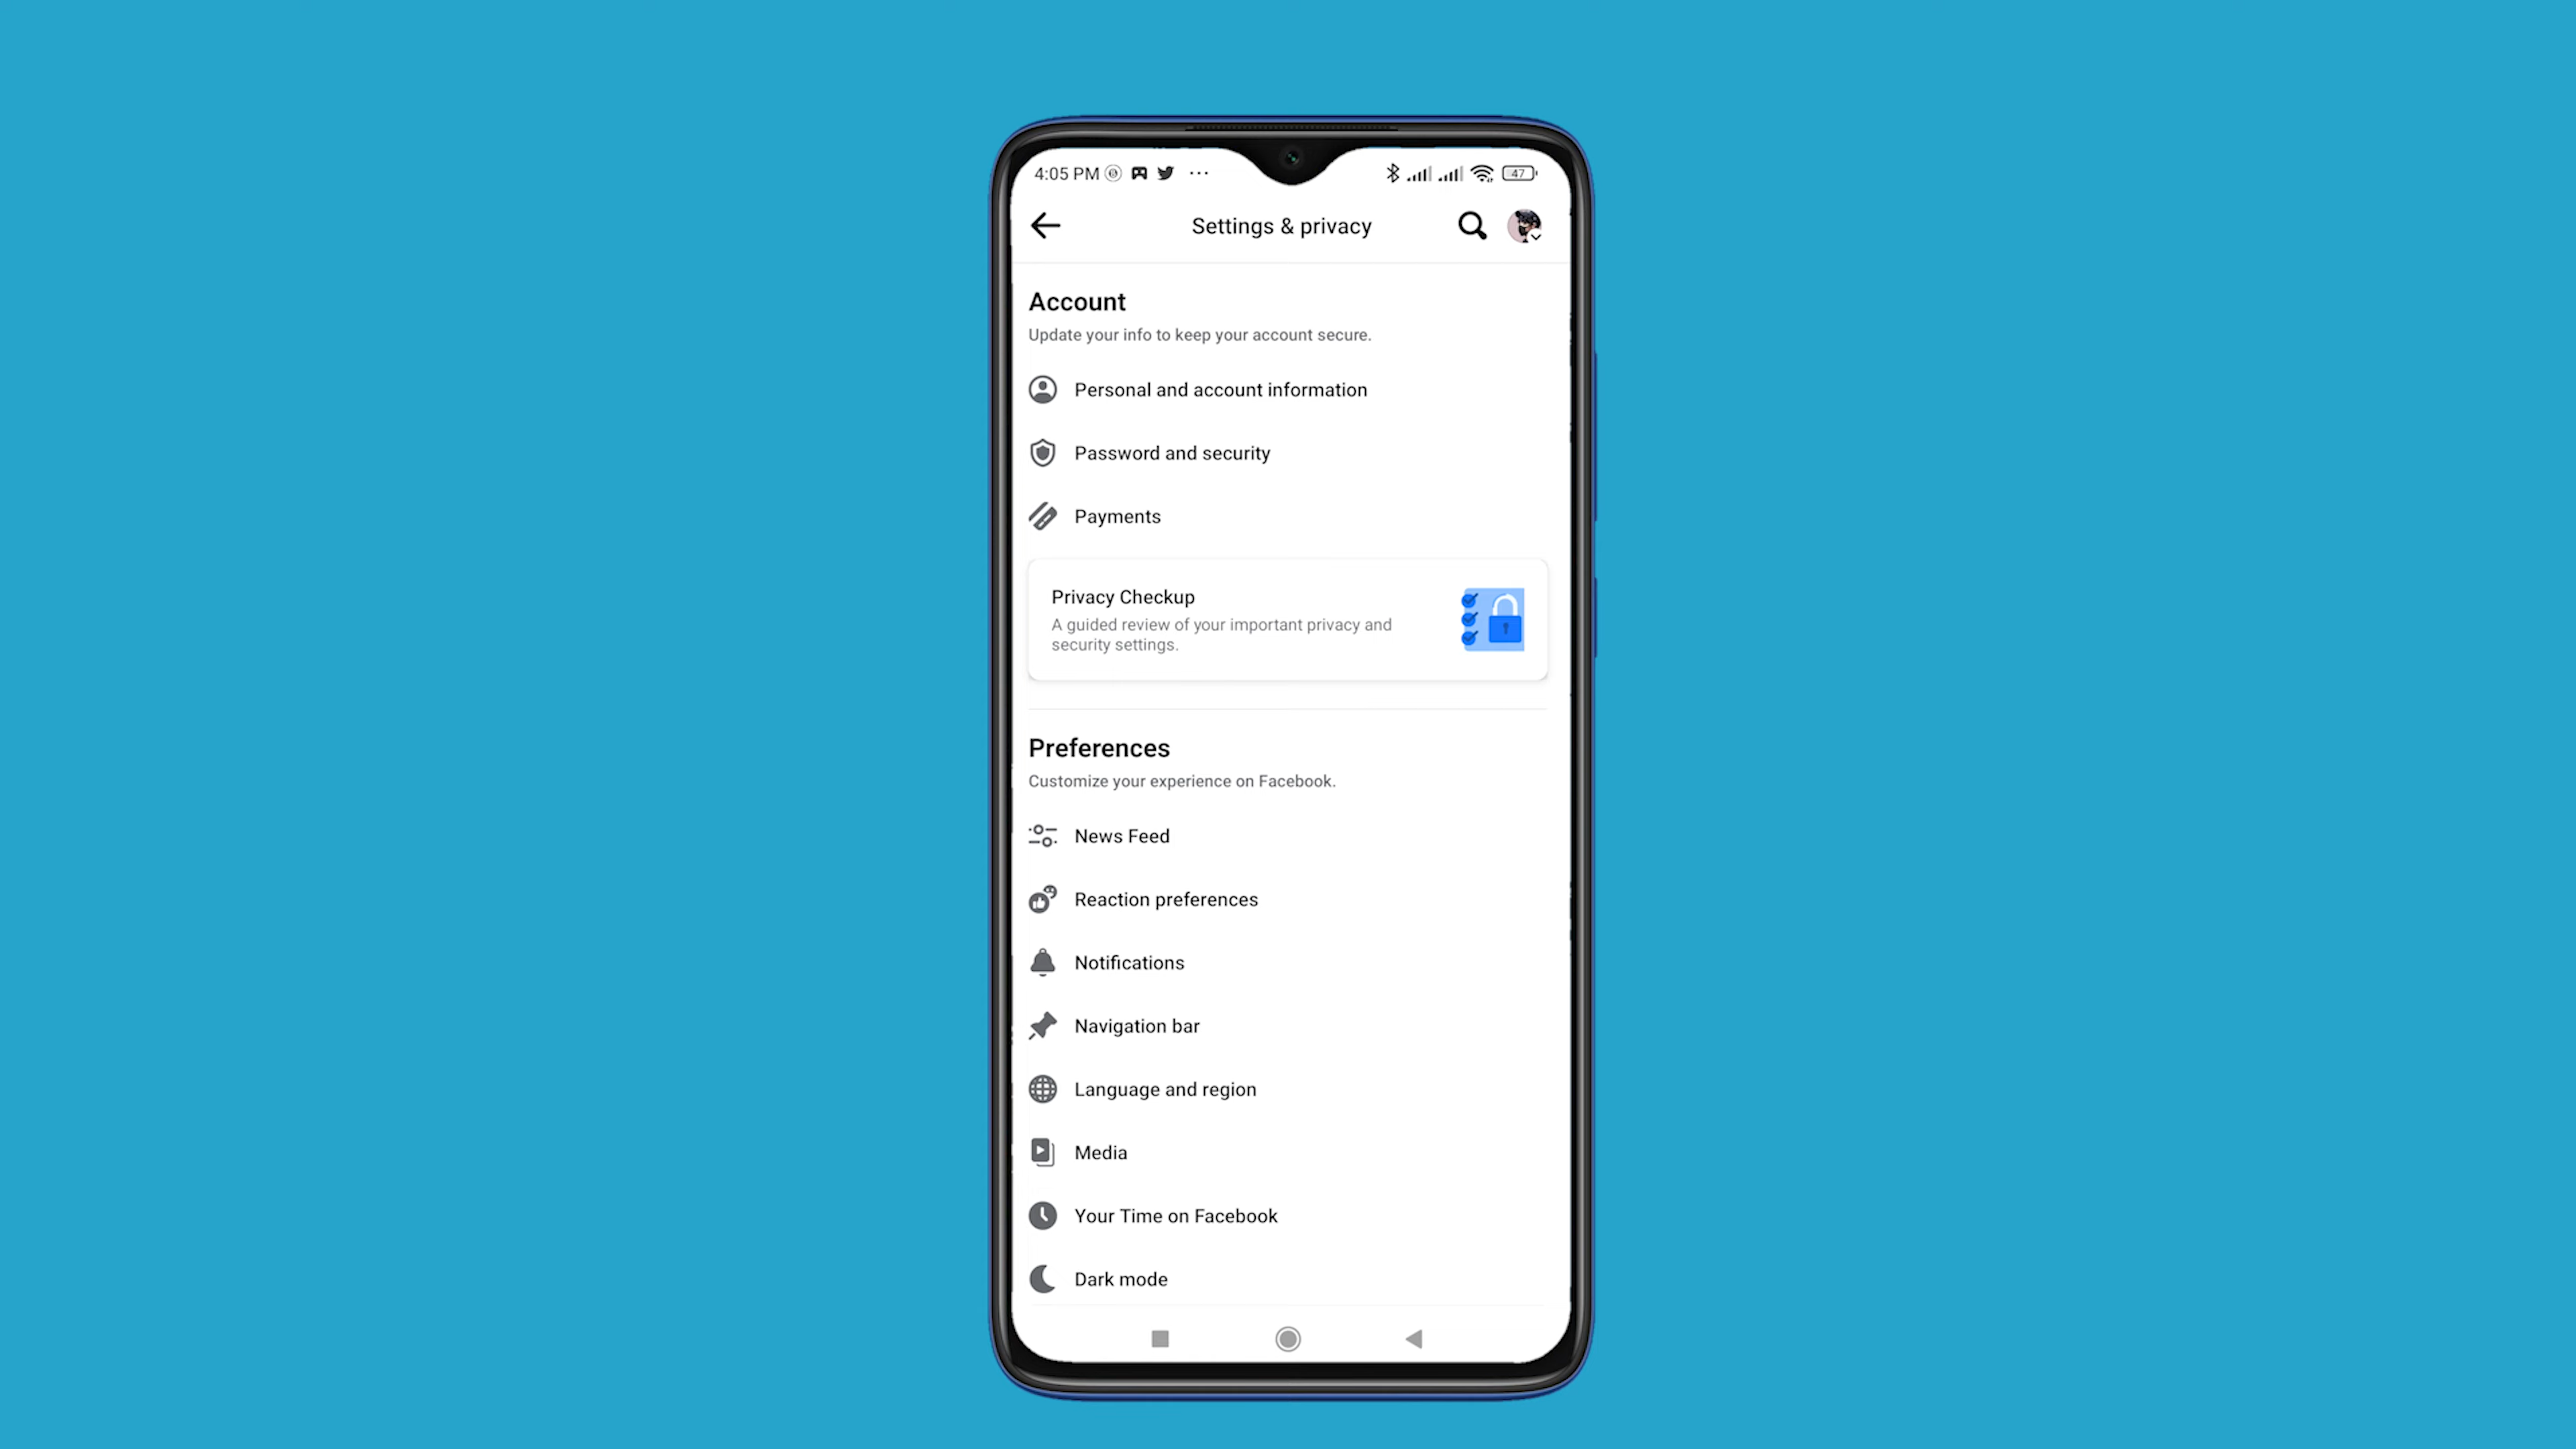 4:05 PM
47
Settings & privacy
Account
Update your info to keep your account secure.
Personal and account information
Password and security
Payments
Privacy Checkup
A guided review of your important privacy and
security settings.
Preferences
Customize your experience on Facebook.
News Feed
Reaction preferences
Notifications
Navigation bar
Language and region
Media
Your Time on Facebook
Dark mode